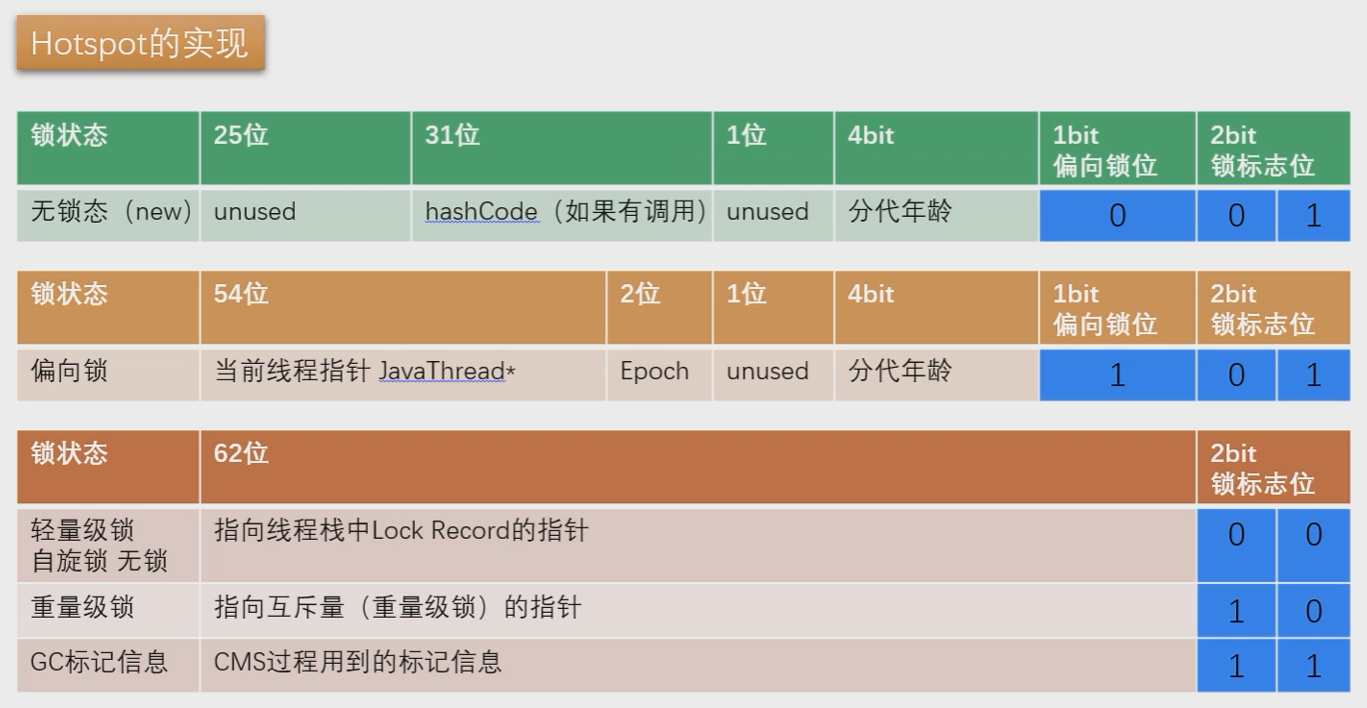 Hotspot的实现
锁状态 25位 31位 1位 4bit 1bit 2bit
偏向锁位 锁标志位
无锁态（new） unused hashCode（如果有调用） unused 分代年龄 0 0 1
锁状态 54位 2位 1位 4bit 1bit 2bit
偏向锁位 锁标志位
偏向锁 当前线程指针 JavaThread* Epoch unused 分代年龄 1 0 1
锁状态 62位 2bit
锁标志位
轻量级锁 指向线程栈中Lock Record的指针 0 0
自旋锁 无锁
重量级锁 指向互斥量（重量级锁）的指针 1 0
GC标记信息 CMS过程用到的标记信息 1 1